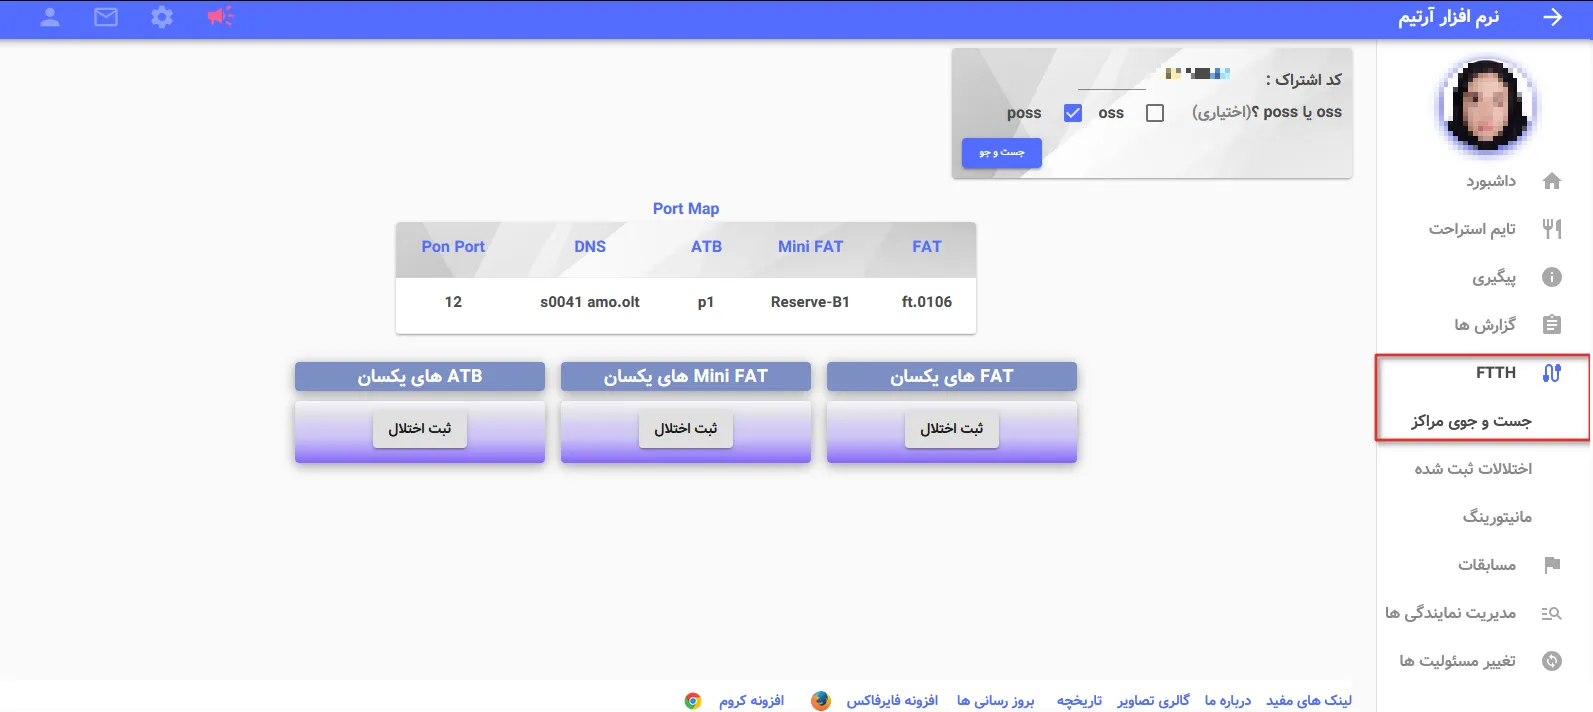 نرم افزار آرتیم
کد اشتراک :
oss یا poss ؟(اختیاری) oss poss
جست و جو
Port Map
Pon Port DNS ATB Mini FAT FAT
12 s0041 amo.olt p1 Reserve-B1 ft.0106
FAT های یکسان
Mini FAT های یکسان
ATB های یکسان
ثبت اختلال
ثبت اختلال
ثبت اختلال
داشبورد
تایم استراحت
پیگیری
گزارش ها
FTTH
جست و جوی مراکز
اختلالات ثبت شده
مانیتورینگ
مسابقات
مدیریت نمایندگی ها
تغییر مسئولیت ها
لینک های مفید درباره ما گالری تصاویر تاریخچه بروز رسانی ها افزونه فایرفاکس افزونه کروم